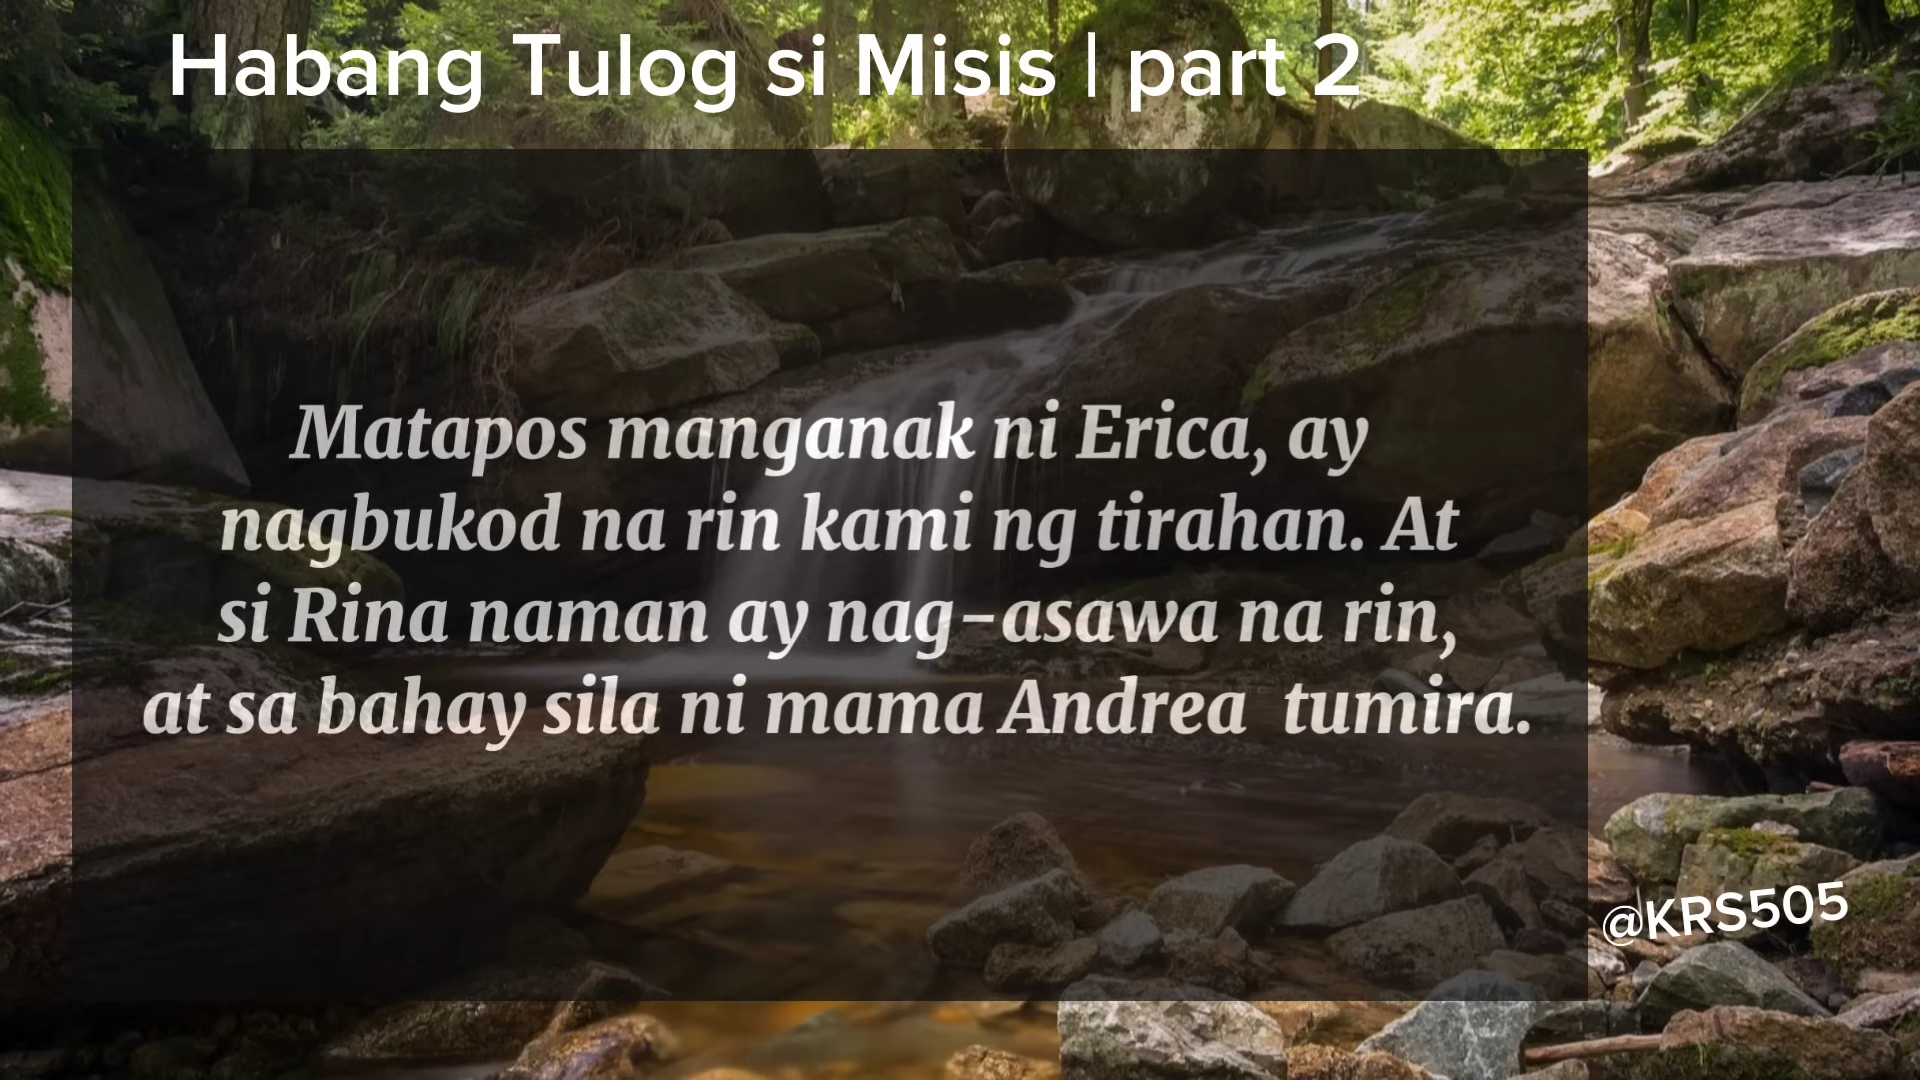 Habang Tulog si Misis | part 2
Matapos manganak ni Erica, ay
nagbukod na rin kami ng tirahan. At
si Rina naman ay nag-asawa na rin,
at sa bahay sila ni mama Andrea tumira.
@KRS505